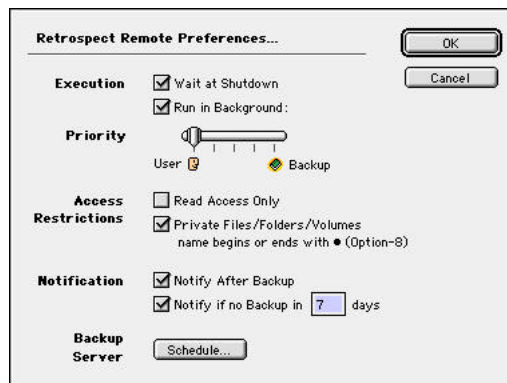 Retrospect Remote Preferences...
OK
Cancel
Execution
Wait at Shutdown
Run in Background:
Priority
User
Backup
Access
Restrictions
Read Access Only
Private Files/Folders/Volumes
name begins or ends with ● (Option-8)
Notification
Notify After Backup
Notify if no Backup in 7 days
Backup
Server
Schedule...